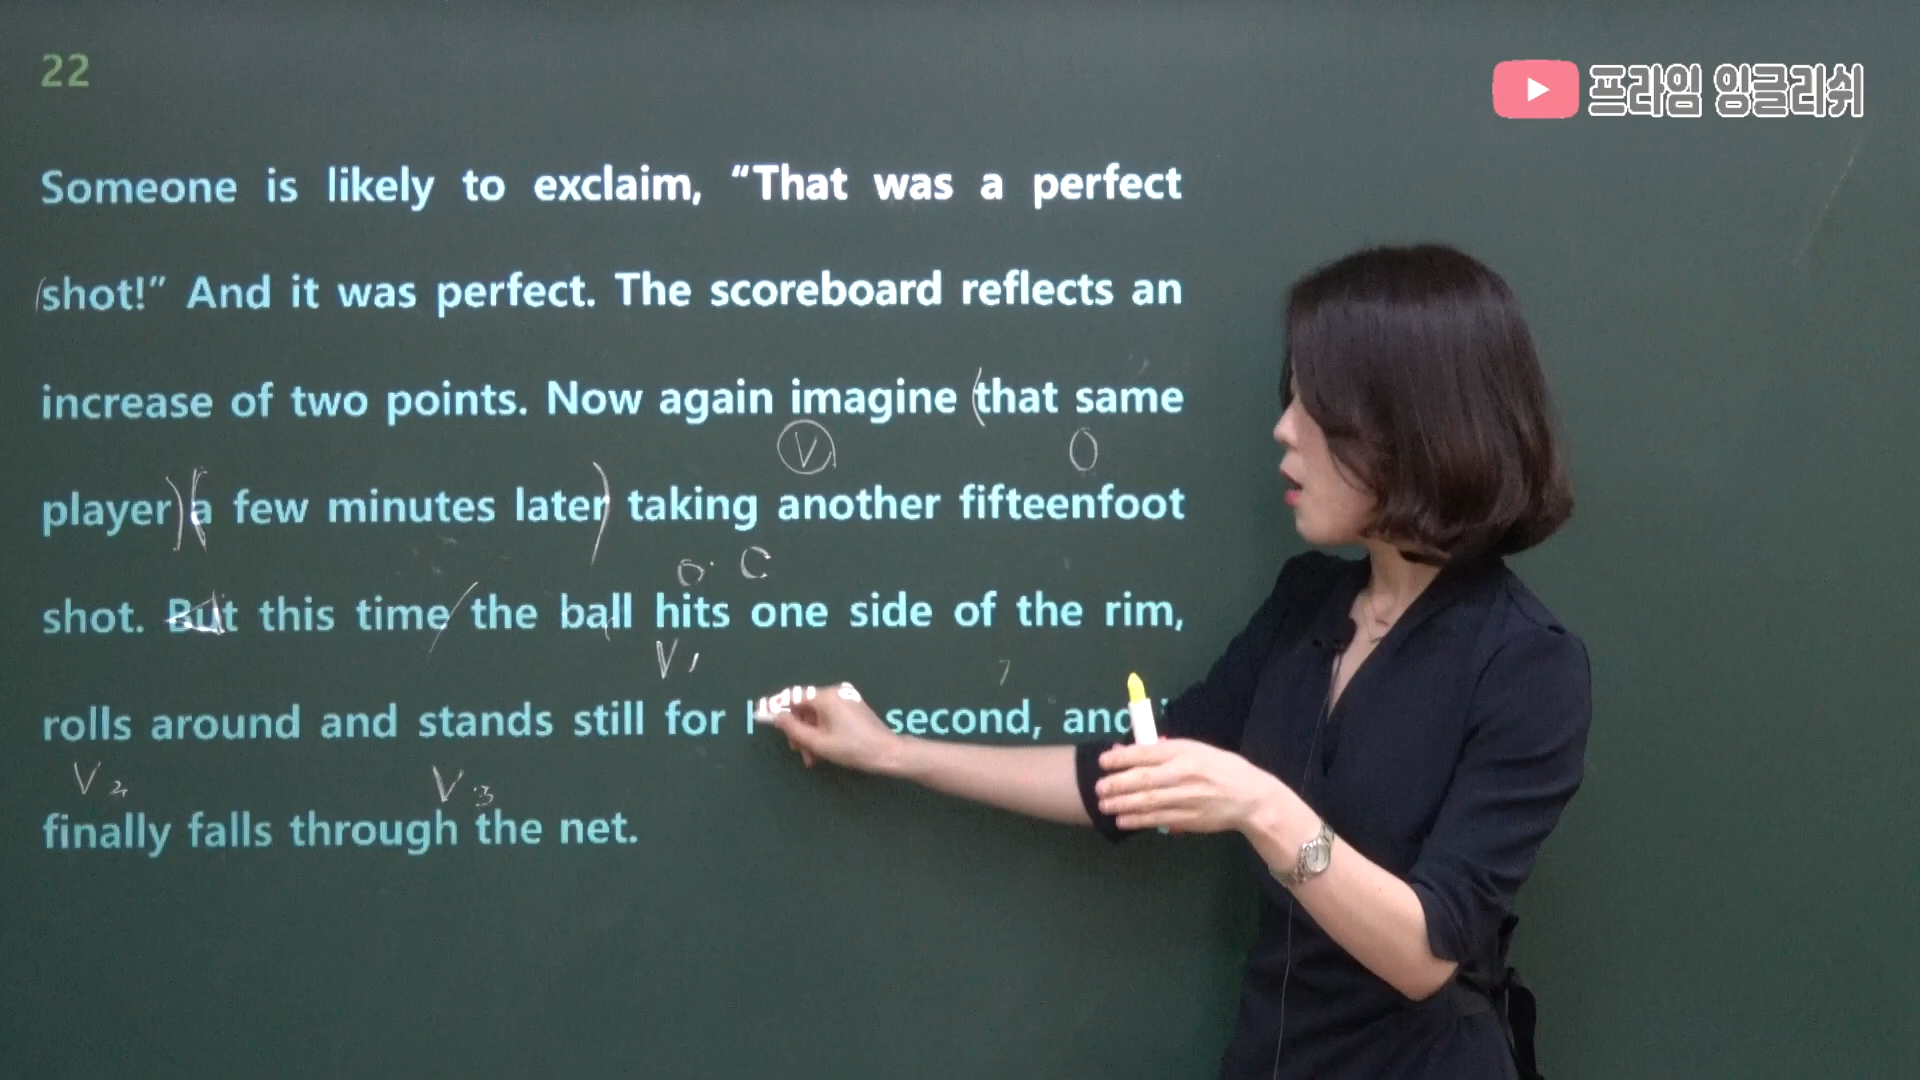 22
프라임 잉글리쉬
Someone is likely to exclaim, “That was a perfect
shot!” And it was perfect. The scoreboard reflects an
increase of two points. Now again imagine that same
V O
player a few minutes later taking another fifteenfoot
O. C
shot. But this time the ball hits one side of the rim,
V 1
rolls around and stands still for second, and
V 2 V 3
finally falls through the net.